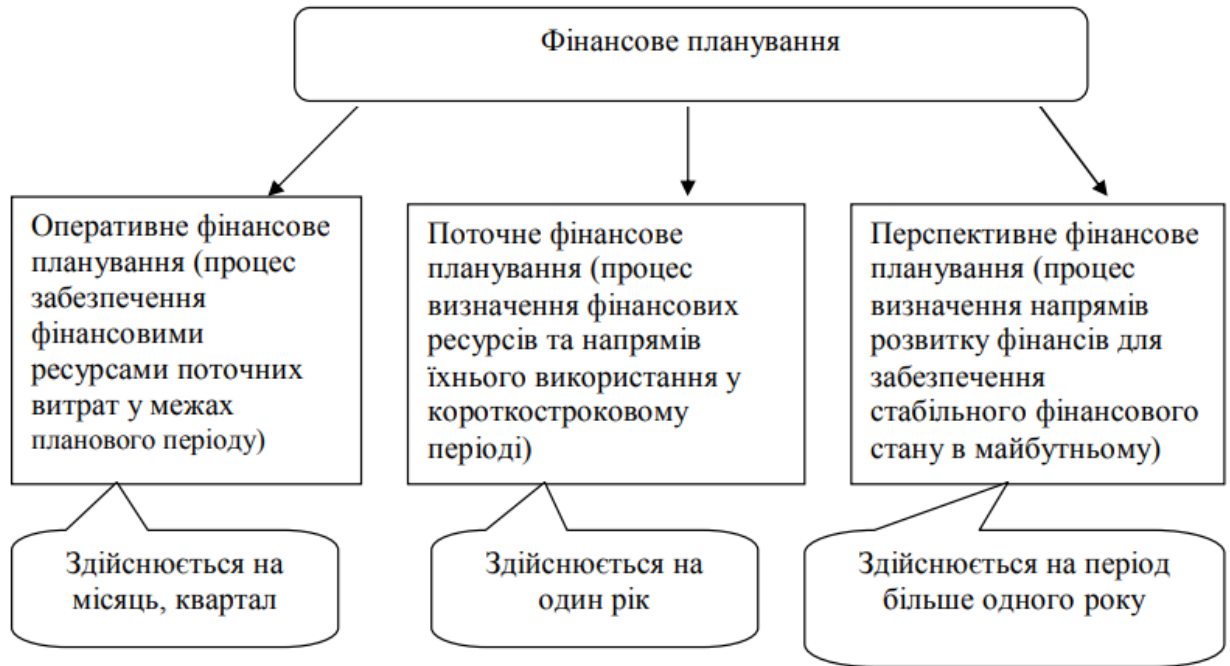 Фінансове планування
Оперативне фінансове
планування (процес
забезпечення
фінансовими
ресурсами поточних
витрат у межах
планового періоду)
Поточне фінансове
планування (процес
визначення фінансових
ресурсів та напрямів
їхнього використання у
короткостроковому
періоді)
Перспективне фінансове
планування (процес
визначення напрямів
розвитку фінансів для
забезпечення
стабільного фінансового
стану в майбутньому)
Здійснюється на
місяць, квартал
Здійснюється на
один рік
Здійснюється на період
більше одного року